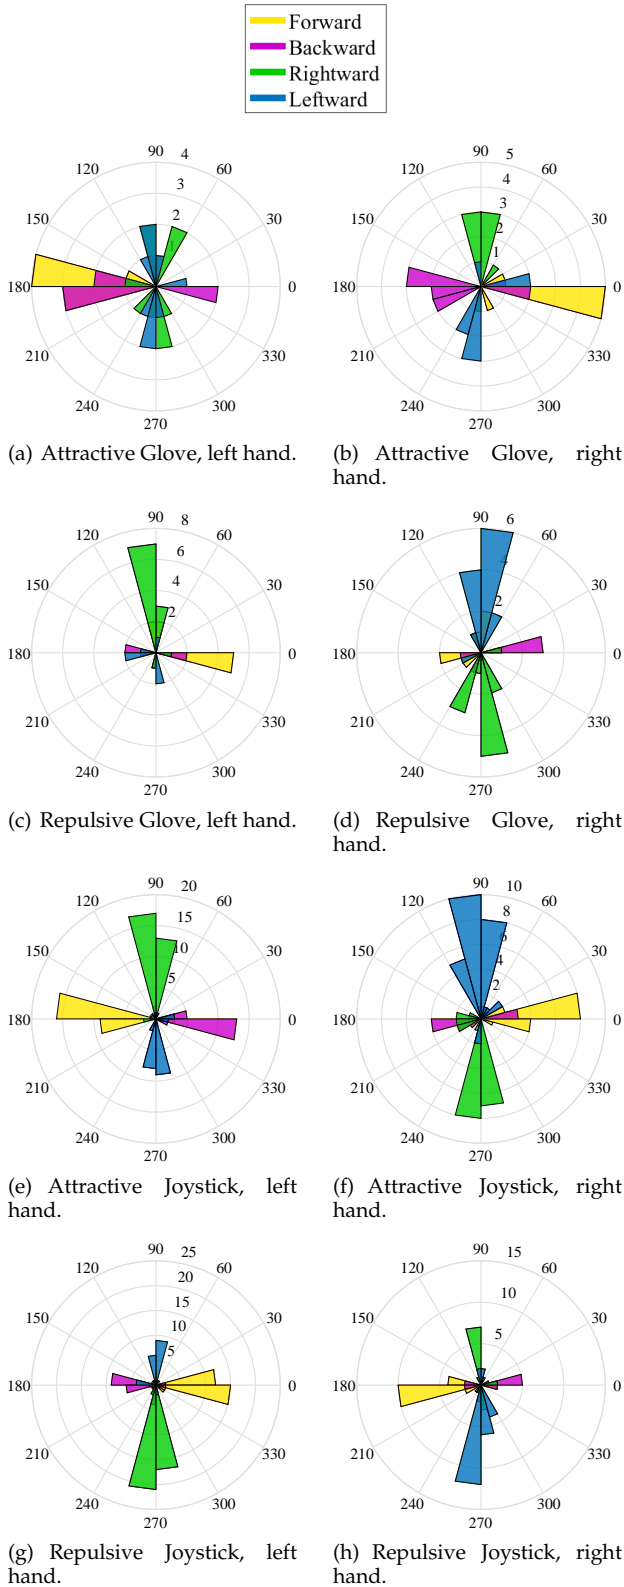 Forward
Backward
Rightward
Leftward
90 4 90 5
120 60 120 60
3 4
150 2 30 150 3 30
1 2
1
180 0 180 0
210 330 210 330
240 300 240 300
270 270
(a) Attractive Glove, left hand. (b) Attractive Glove, right
hand.
90 8 90 6
120 60 120 60
6
4 4
150 30 150 30
2 2
180 0 180 0
210 330 210 330
240 300 240 300
270 270
(c) Repulsive Glove, left hand. (d) Repulsive Glove, right
hand.
90 20 90 10
120 60 120 60
15 8
10 6
150 30 150 30
5 4
2
180 0 180 0
210 330 210 330
240 300 240 300
270 270
(e) Attractive Joystick, left (f) Attractive Joystick, right
hand. hand.
90 25 90 15
120 60 120 60
20
15 10
150 30 150 30
10
5 5
180 0 180 0
210 330 210 330
240 300 240 300
270 270
(g) Repulsive Joystick, left (h) Repulsive Joystick, right
hand. hand.